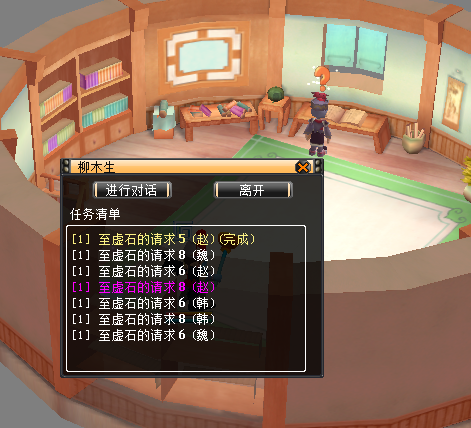 柳木生
进行对话 离开
任务清单
[1] 至虚石的请求5(赵)(完成)
[1] 至虚石的请求8(魏)
[1] 至虚石的请求6(赵)
[1] 至虚石的请求8(赵)
[1] 至虚石的请求6(韩)
[1] 至虚石的请求8(韩)
[1] 至虚石的请求6(魏)